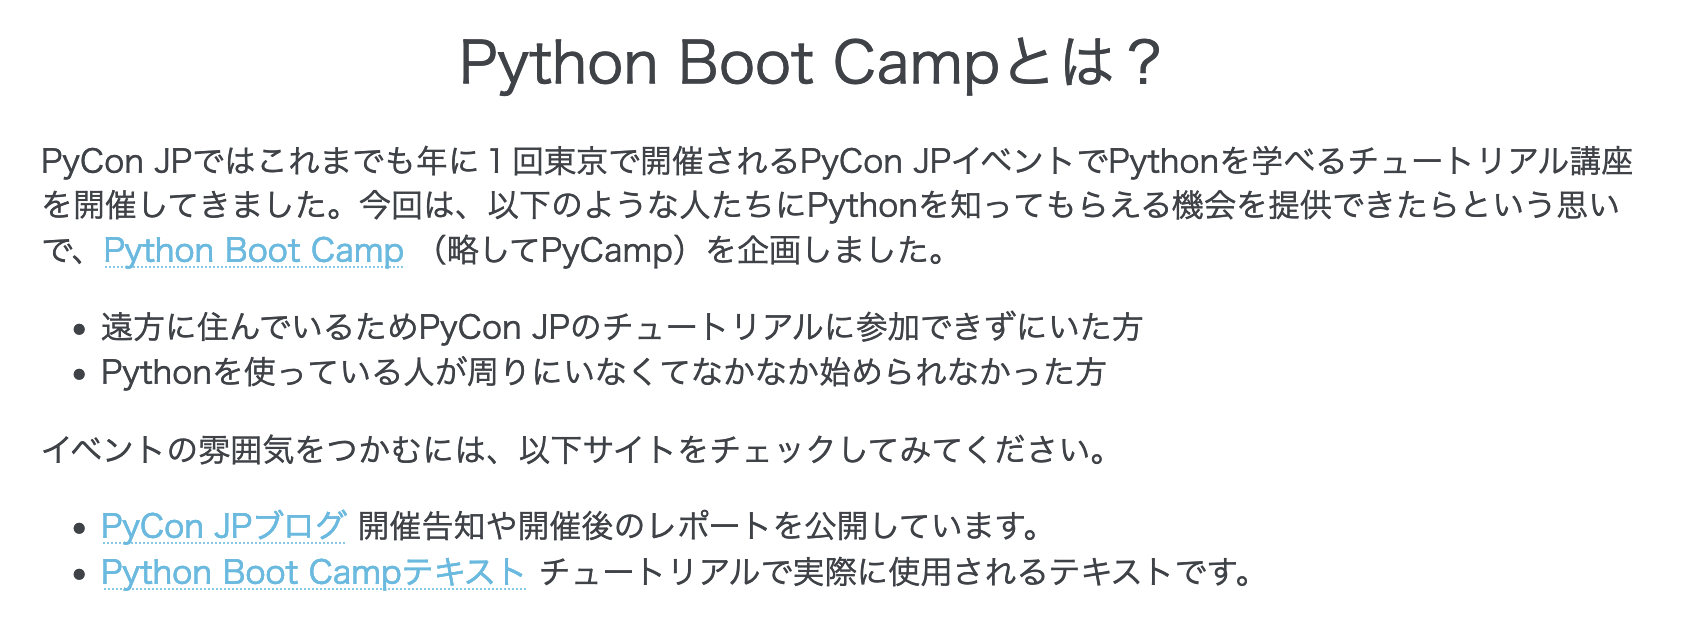 Python Boot Campとは？
PyCon JPではこれまでも年に１回東京で開催されるPyCon JPイベントでPythonを学べるチュートリアル講座
を開催してきました。今回は、以下のような人たちにPythonを知ってもらえる機会を提供できたらという思い
で、Python Boot Camp （略してPyCamp）を企画しました。
• 遠方に住んでいるためPyCon JPのチュートリアルに参加できずにいた方
• Pythonを使っている人が周りにいなくてなかなか始められなかった方
イベントの雰囲気をつかむには、以下サイトをチェックしてみてください。
• PyCon JPブログ 開催告知や開催後のレポートを公開しています。
• Python Boot Campテキスト チュートリアルで実際に使用されるテキストです。